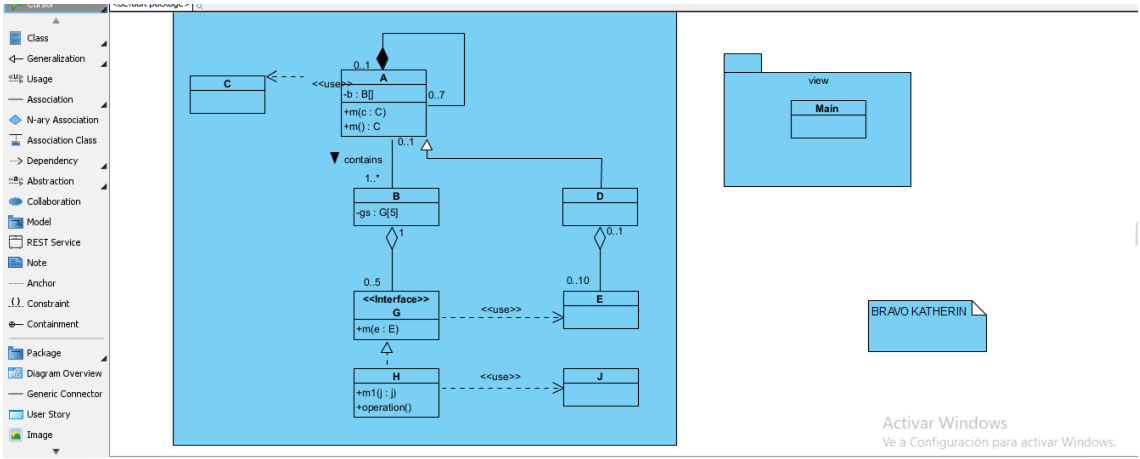 Cursor
<default package>
Class
Generalization
Usage
Association
N-ary Association
Association Class
Dependency
Abstraction
Collaboration
Model
REST Service
Note
Anchor
Constraint
Containment
Package
Diagram Overview
Generic Connector
User Story
Image
C
<<use>>
0..1
A
-b : B[]
+m(c : C)
+m() : C
0..7
0..1
contains
1..*
B
-gs : G[5]
1
D
0..1
0..5
0..10
<<Interface>>
G
+m(e : E)
<<use>>
E
H
+m1(j : j)
+operation()
<<use>>
J
view
Main
BRAVO KATHERIN
Activar Windows
Ve a Configuración para activar Windows.